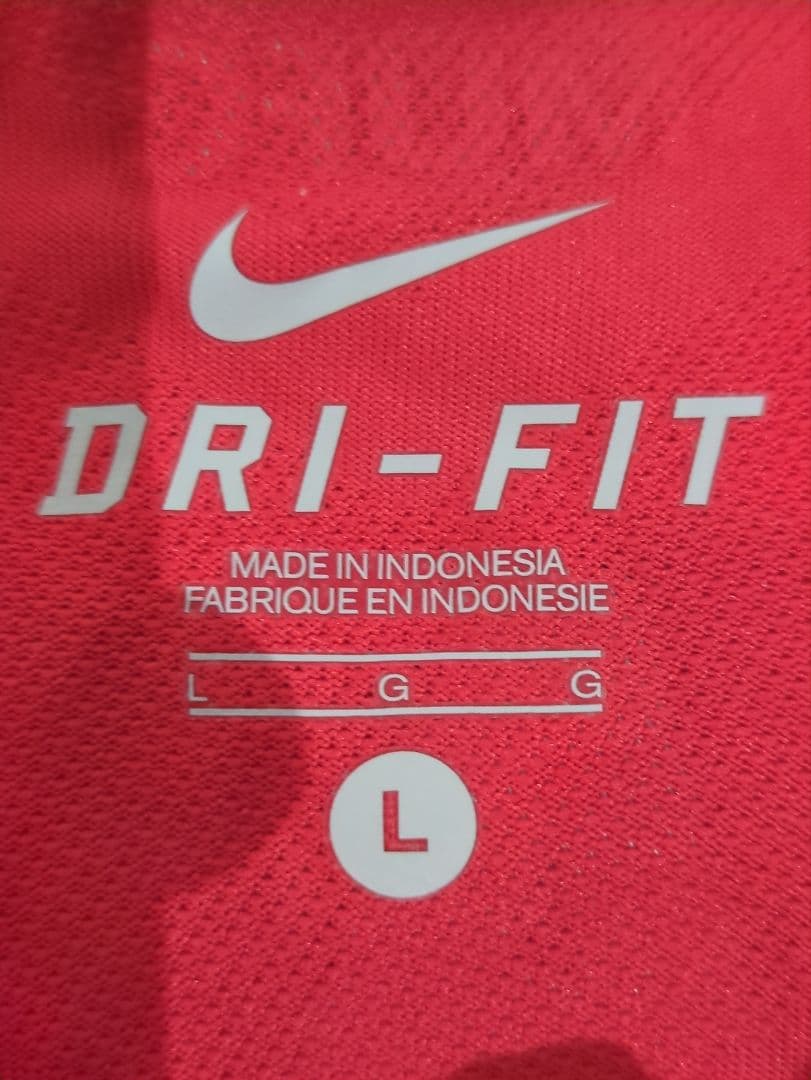 DRI-FIT
MADE IN INDONESIA
FABRIQUE EN INDONESIE
L G G
L